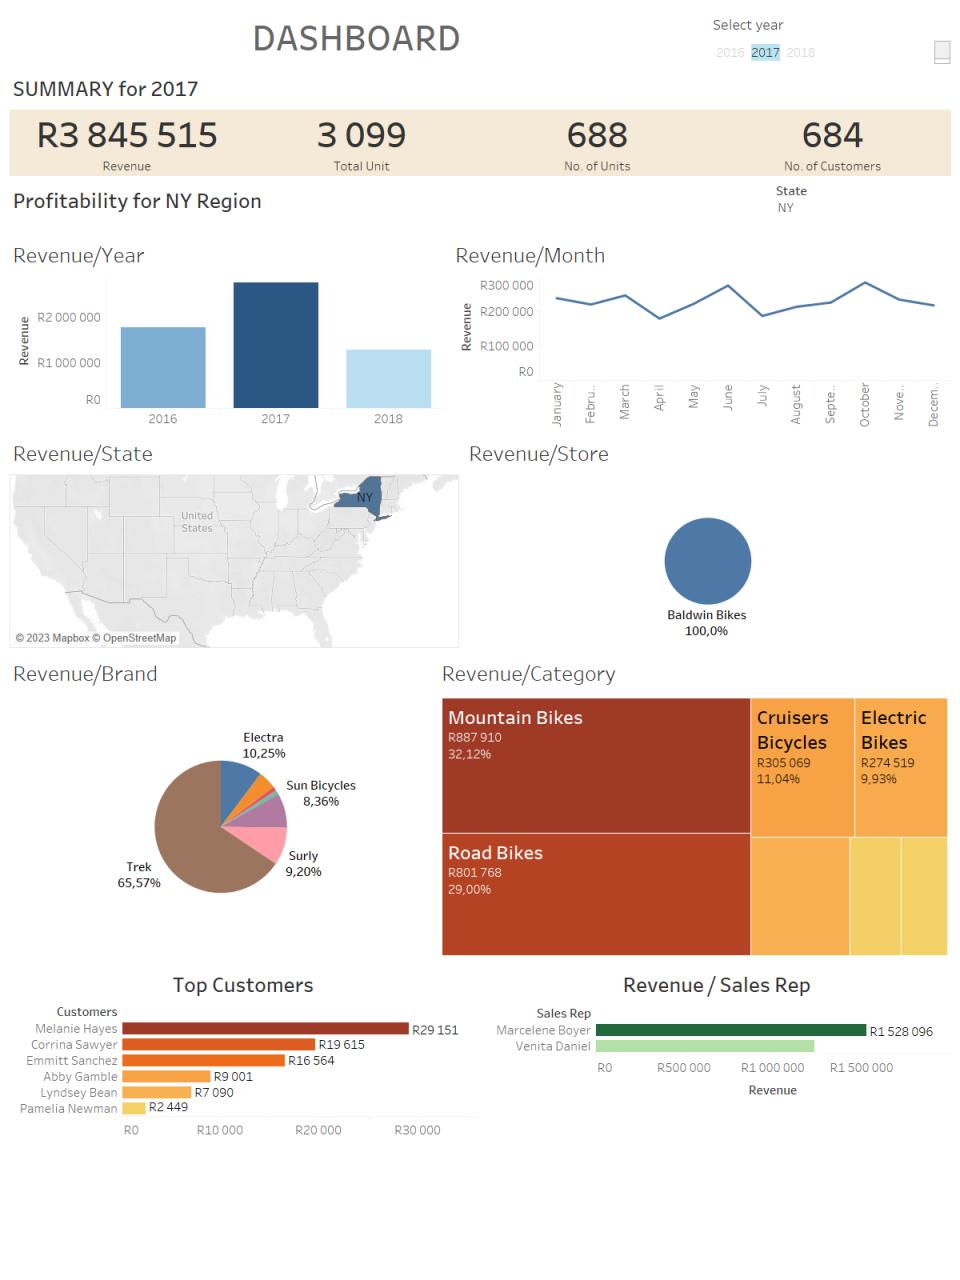 DASHBOARD
Select year
2016 2017 2018
SUMMARY for 2017
R3 845 515 3 099 688 684
Revenue Total Unit No. of Units No. of Customers
Profitability for NY Region
State
NY
Revenue/Year
Revenue
R2 000 000
R1 000 000
R0
2016 2017 2018
Revenue/Month
Revenue
R300 000
R200 000
R100 000
R0
January Febru.. March April May June July August Septe.. October Nove.. Decem..
Revenue/State
NY
United
States
© 2023 Mapbox © OpenStreetMap
Revenue/Store
Baldwin Bikes
100,0%
Revenue/Brand
Electra
10,25%
Sun Bicycles
8,36%
Surly
9,20%
Trek
65,57%
Revenue/Category
Mountain Bikes
R887 910
32,12%
Cruisers
Bicycles
R305 069
11,04%
Electric
Bikes
R274 519
9,93%
Road Bikes
R801 768
29,00%
Top Customers
Customers
Melanie Hayes R29 151
Corrina Sawyer R19 615
Emmitt Sanchez R16 564
Abby Gamble R9 001
Lyndsey Bean R7 090
Pamelia Newman R2 449
R0 R10 000 R20 000 R30 000
Revenue / Sales Rep
Sales Rep
Marcelene Boyer R1 528 096
Venita Daniel
R0 R500 000 R1 000 000 R1 500 000
Revenue